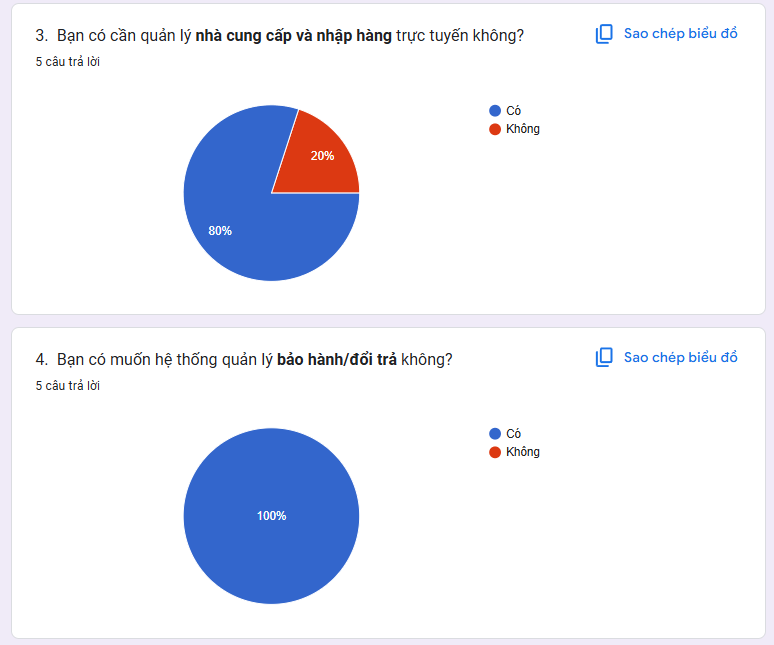 3. Bạn có cần quản lý nhà cung cấp và nhập hàng trực tuyến không?
Sao chép biểu đồ
5 câu trả lời
Có
Không
20%
80%
4. Bạn có muốn hệ thống quản lý bảo hành/đổi trả không?
Sao chép biểu đồ
5 câu trả lời
Có
Không
100%